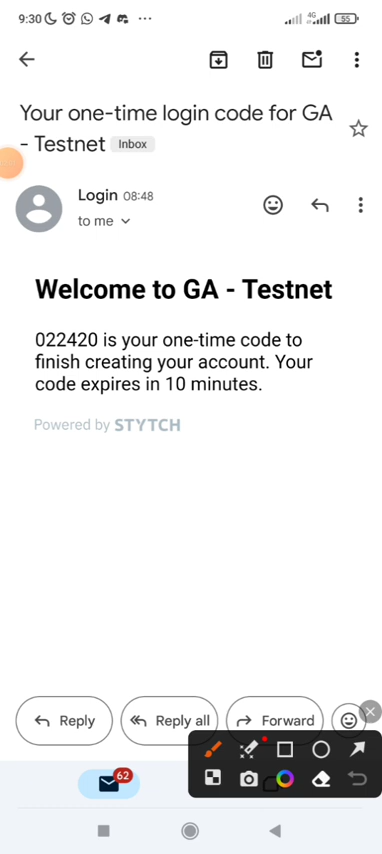 9:30 ... 4G 55
Your one-time login code for GA
- Testnet Inbox
Login 08:48
to me
Welcome to GA - Testnet
022420 is your one-time code to
finish creating your account. Your
code expires in 10 minutes.
Powered by STYTCH
Reply Reply all Forward
62